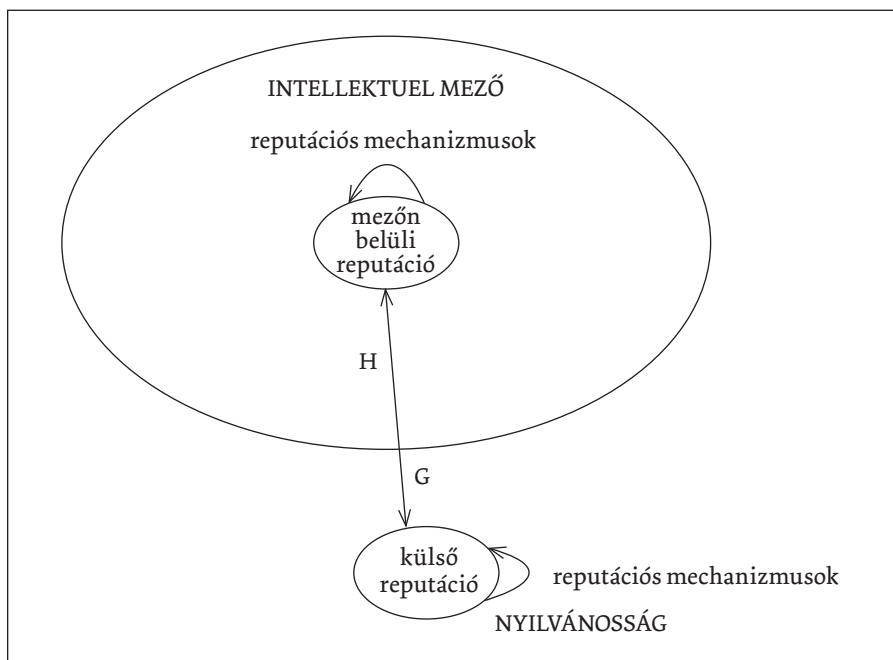 INTELLEKTUEL MEZŐ
reputációs mechanizmusok
mezőn
belüli
reputáció
H
G
külső
reputáció
reputációs mechanizmusok
NYILVÁNOSSÁG